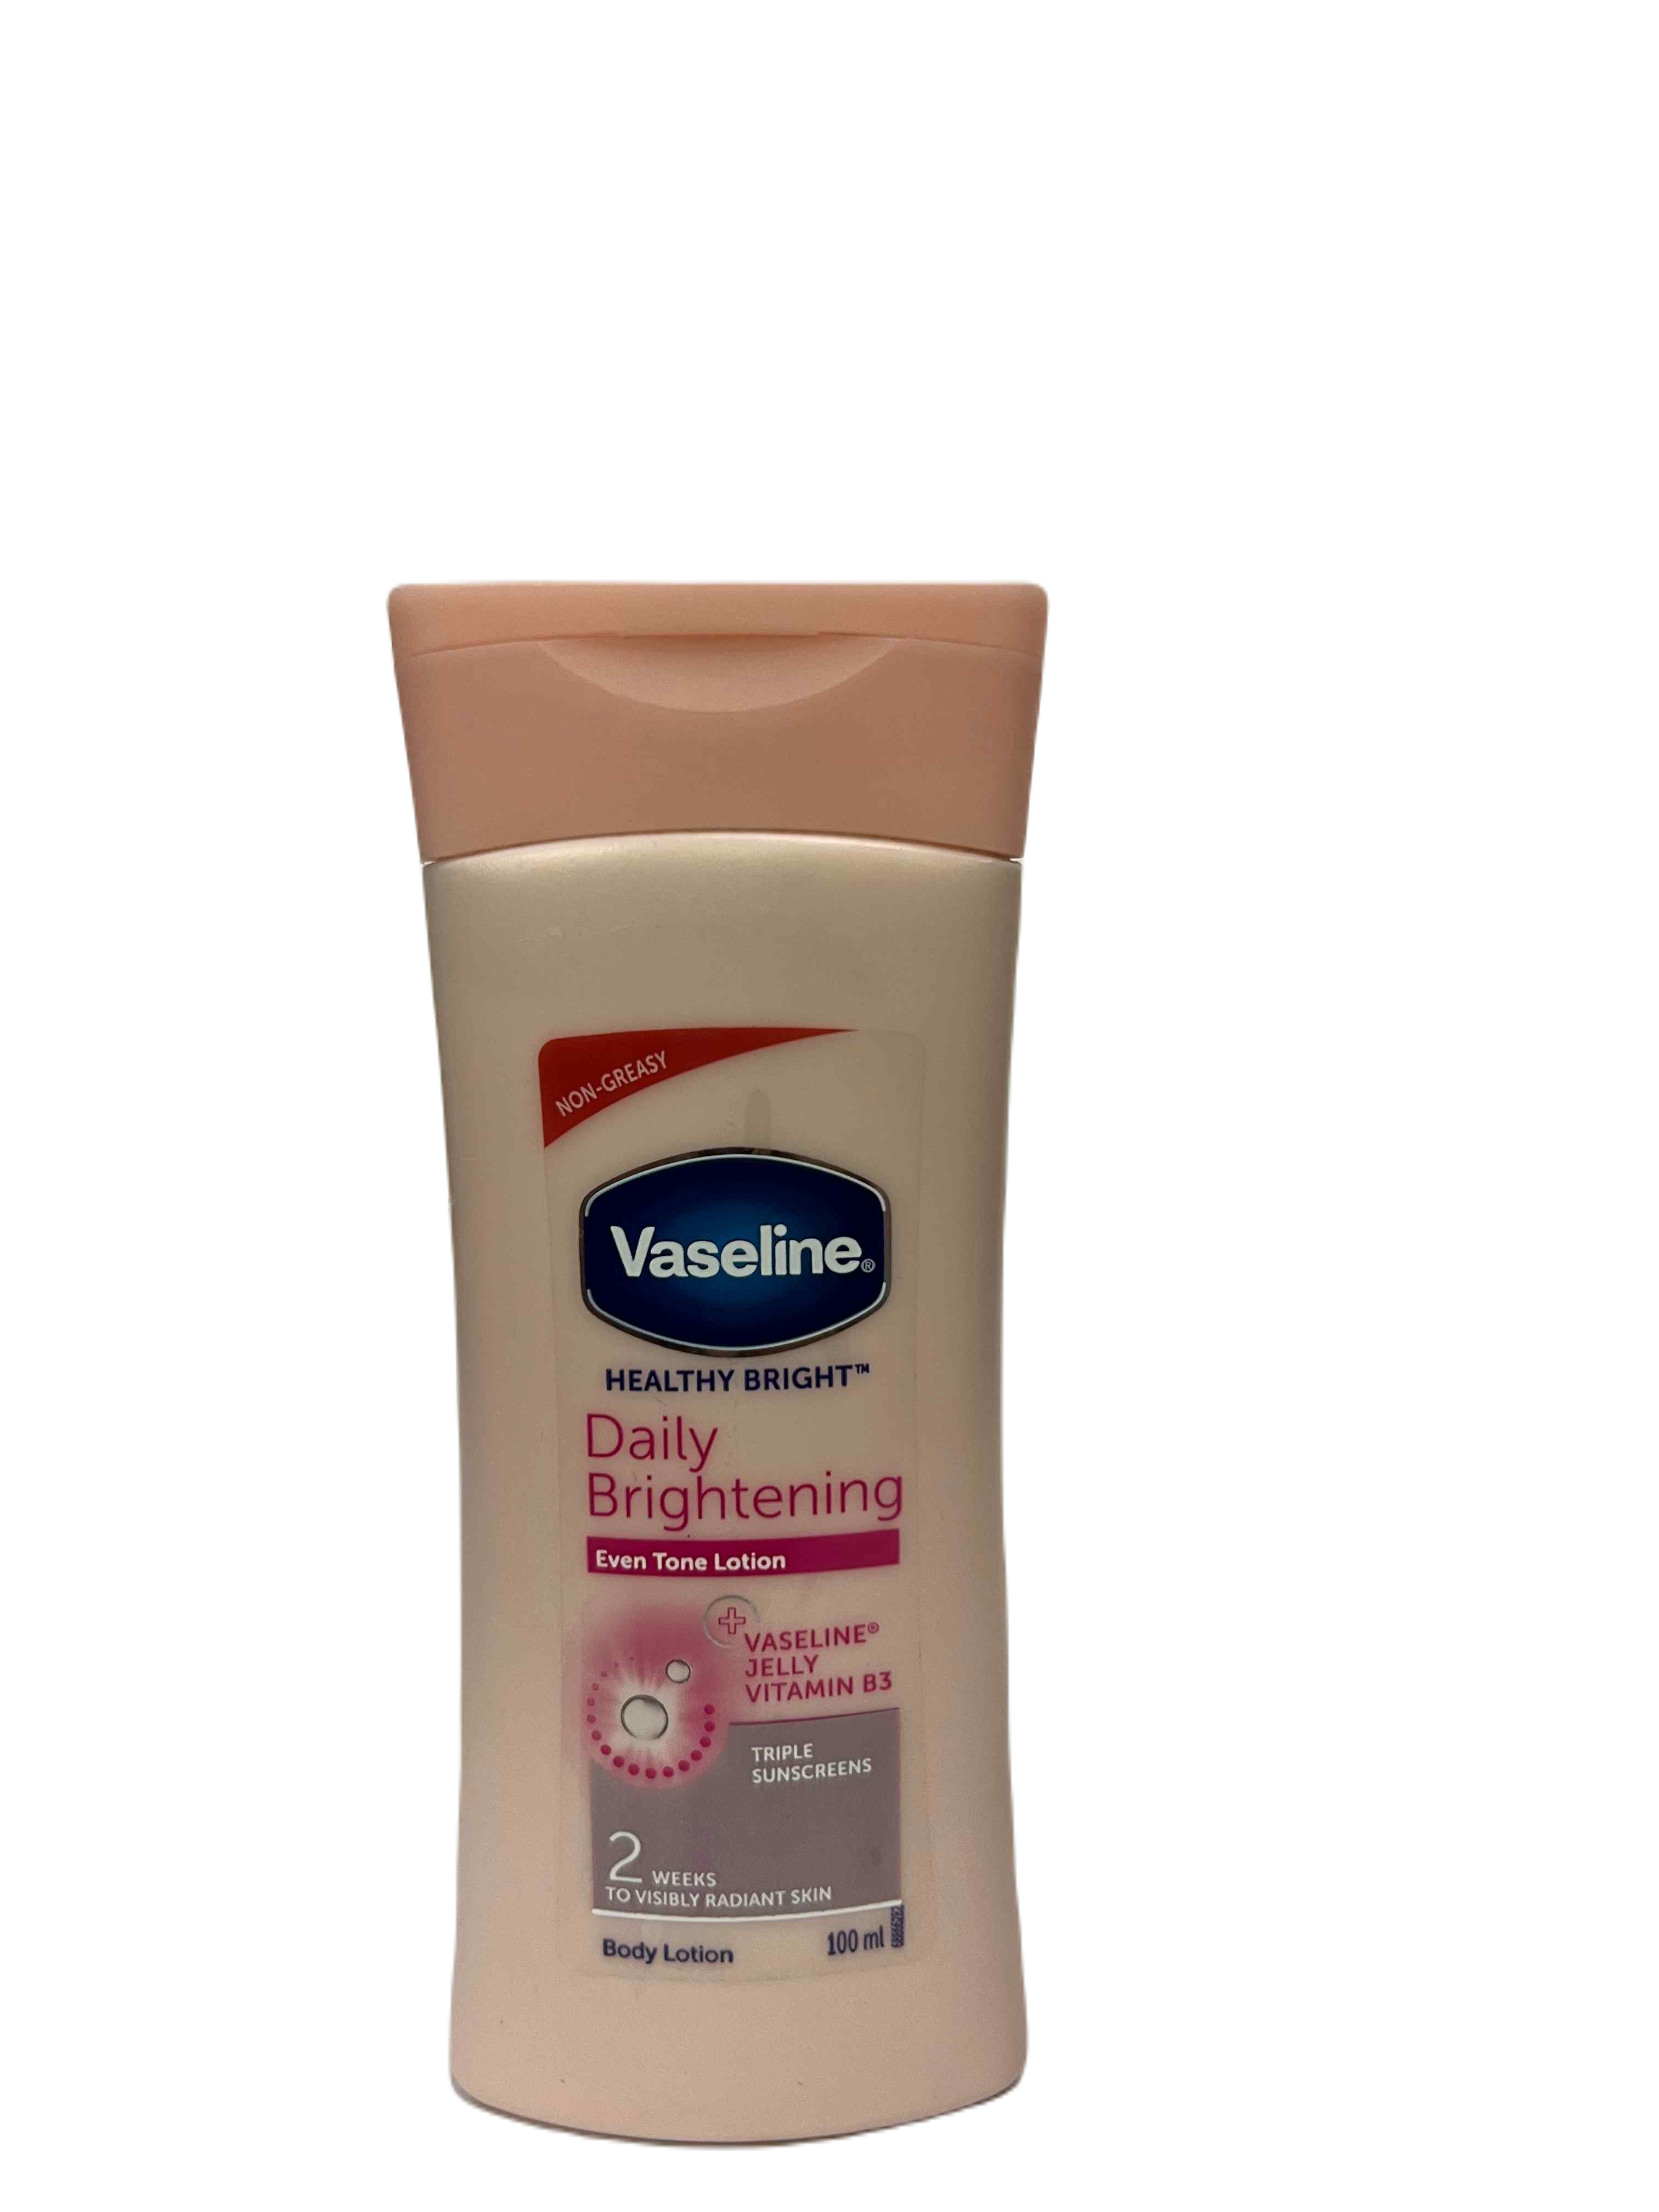 NON-GREASY
Vaseline®
HEALTHY BRIGHT™
Daily
Brightening
Even Tone Lotion
VASELINE®
JELLY
VITAMIN B3
TRIPLE
SUNSCREENS
2 WEEKS
TO VISIBLY RADIANT SKIN
Body Lotion
100 ml